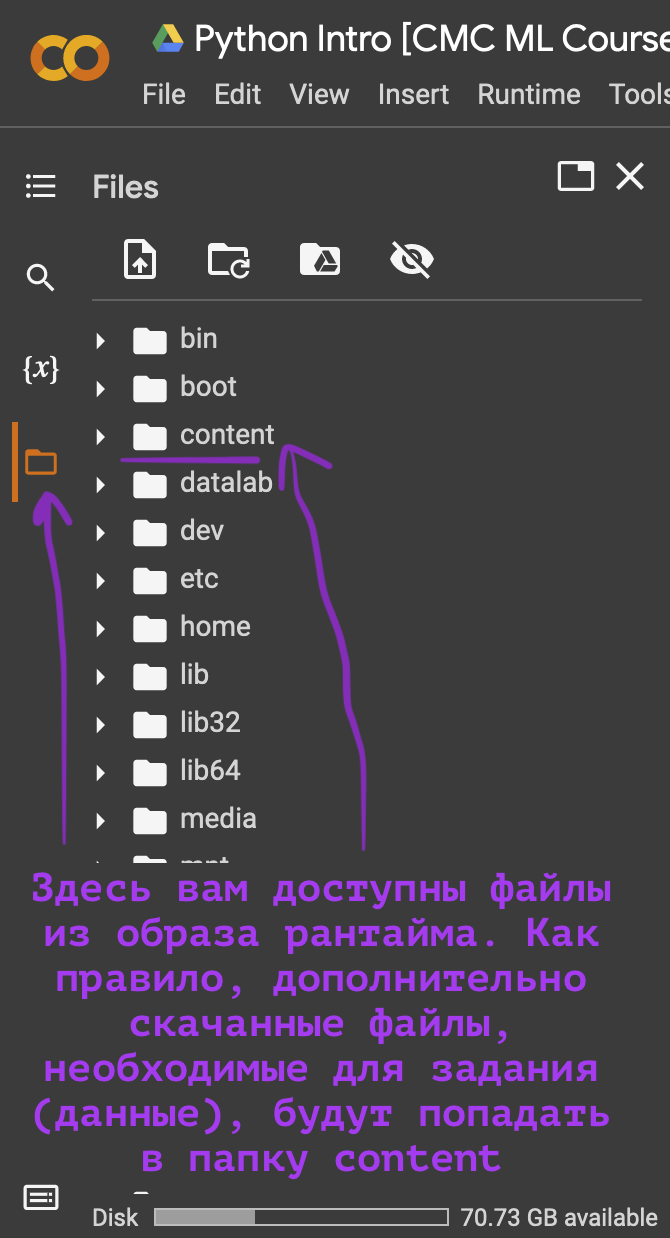 Python Intro [CMC ML Course
File Edit View Insert Runtime Tools
Files
{x}
bin
boot
content
datalab
dev
etc
home
lib
lib32
lib64
media
mnt
Здесь вам доступны файлы
из образа рантайма. Как
правило, дополнительно
скачанные файлы,
необходимые для задания
(данные), будут попадать
в папку content
Disk 70.73 GB available